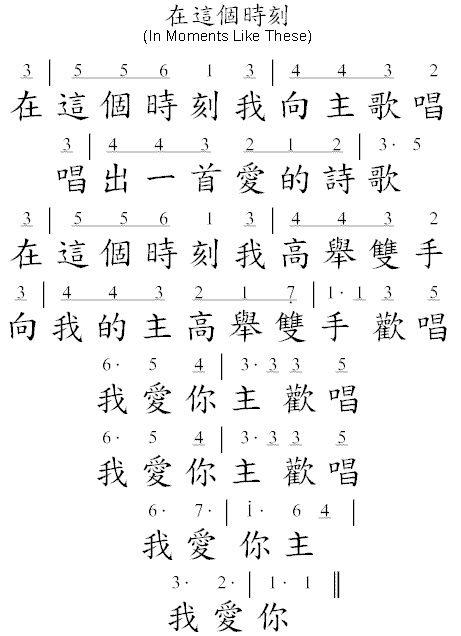 在這個時刻
(In Moments Like These)
3 | 5 5 6 1 3 | 4 4 3 2
在這個時刻我向主歌唱
3 | 4 4 3 2 1 2 | 3· 5
唱出一首愛的詩歌
3 | 5 5 6 1 3 | 4 4 3 2
在這個時刻我高舉雙手
3 | 4 4 3 2 1 7̣ | 1· 1 3 5
向我的主高舉雙手歡唱
6· 5 4 | 3· 3 3 5
我愛你主歡唱
6· 5 4 | 3· 3 3 5
我愛你主歡唱
6· 7· | i· 6 4 |
我愛你主
3· 2· | 1· 1 ‖
我愛你